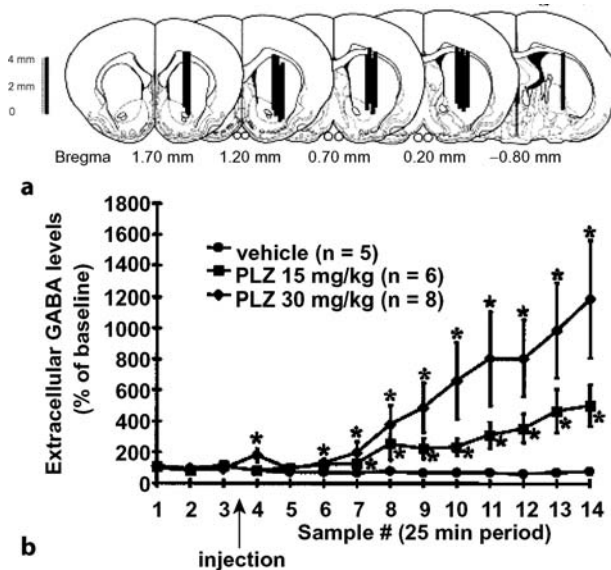 4 mm
2 mm
0
Bregma 1.70 mm 1.20 mm 0.70 mm 0.20 mm −0.80 mm
a
1800
1600
1400
1200
1000
800
600
400
200
0
Extracellular GABA levels
(% of baseline)
vehicle (n = 5)
PLZ 15 mg/kg (n = 6)
PLZ 30 mg/kg (n = 8)
* * * * * * * * * * *
* * * * * * * *
1 2 3 4 5 6 7 8 9 10 11 12 13 14
Sample # (25 min period)
injection
b